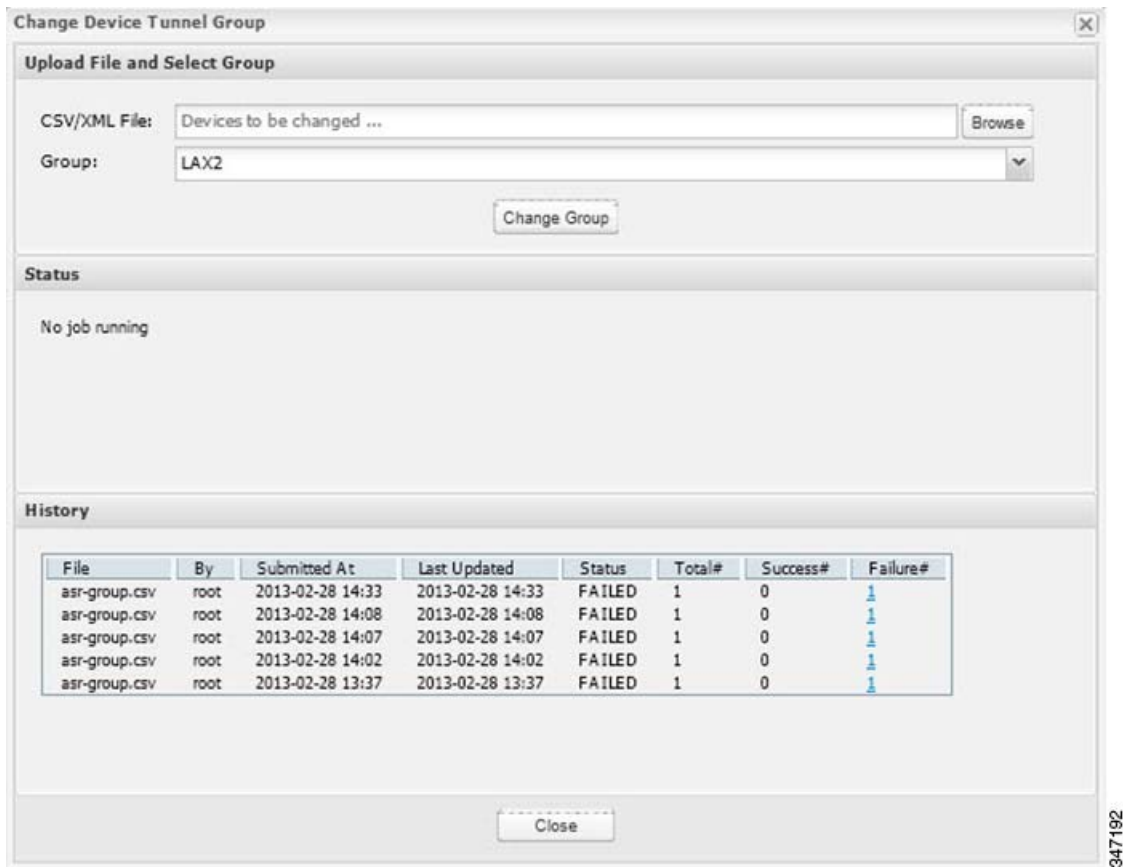 Change Device Tunnel Group
Upload File and Select Group
CSV/XML File: Devices to be changed ... Browse
Group: LAX2
Change Group
Status
No job running
History
File By Submitted At Last Updated Status Total# Success# Failure#
asr-group.csv root 2013-02-28 14:33 2013-02-28 14:33 FAILED 1 0 1
asr-group.csv root 2013-02-28 14:08 2013-02-28 14:08 FAILED 1 0 1
asr-group.csv root 2013-02-28 14:07 2013-02-28 14:07 FAILED 1 0 1
asr-group.csv root 2013-02-28 14:02 2013-02-28 14:02 FAILED 1 0 1
asr-group.csv root 2013-02-28 13:37 2013-02-28 13:37 FAILED 1 0 1
Close
347192